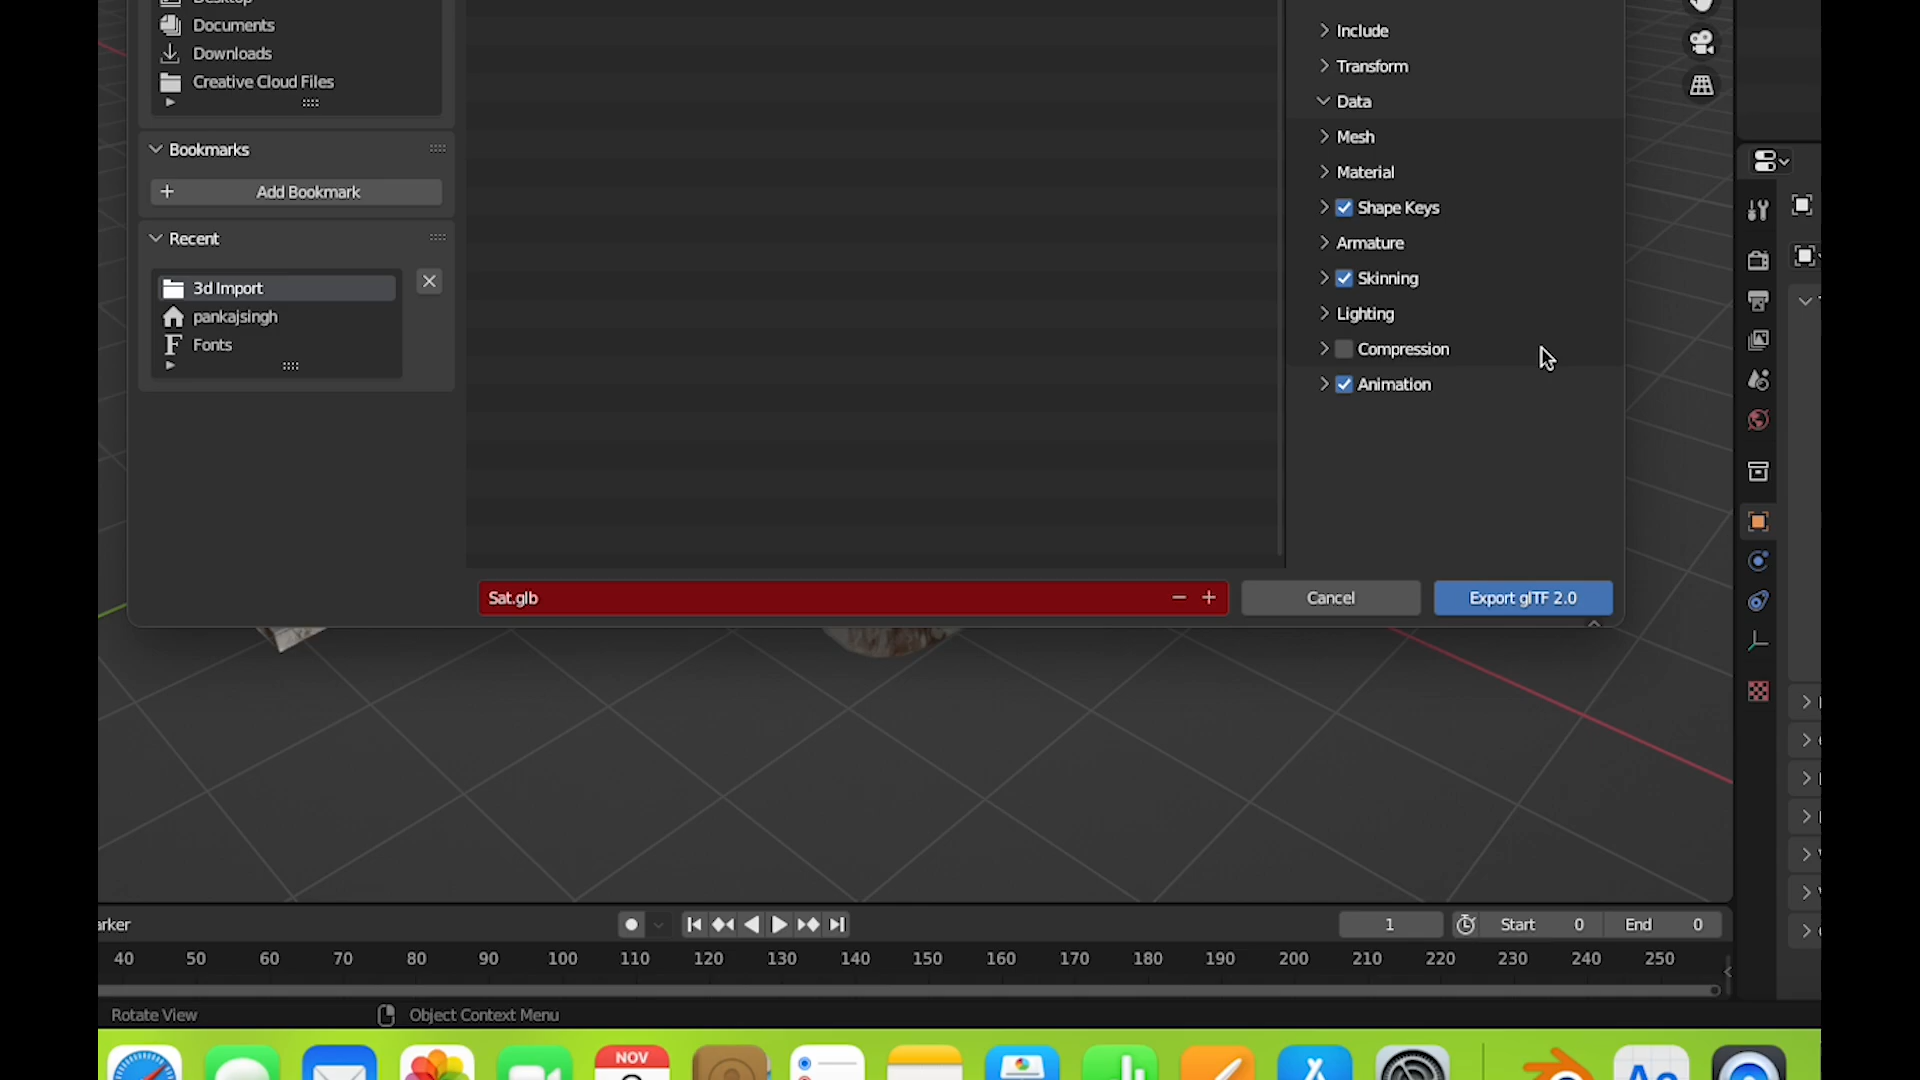 Desktop
Documents
Downloads
Creative Cloud Files
Bookmarks
Add Bookmark
Recent
3d Import
pankajsingh
Fonts
Include
Transform
Data
Mesh
Material
Shape Keys
Armature
Skinning
Lighting
Compression
Animation
Sat.glb
Cancel
Export glTF 2.0
arker
1
Start 0
End 0
40 50 60 70 80 90 100 110 120 130 140 150 160 170 180 190 200 210 220 230 240 250
Rotate View
Object Context Menu
NOV